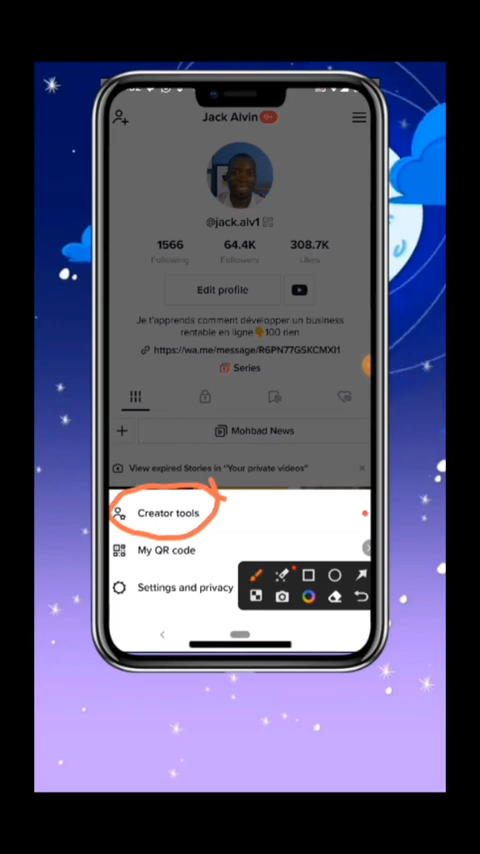 Jack Alvin 9+
@jack.alv1
1566 64.4K 308.7K
Following Followers Likes
Edit profile
Je t'apprends comment développer un business
rentable en ligne👇100 rien
https://wa.me/message/R6PN77GSKCMXI1
Series
Mohbad News
View expired Stories in "Your private videos"
Creator tools
My QR code
Settings and privacy